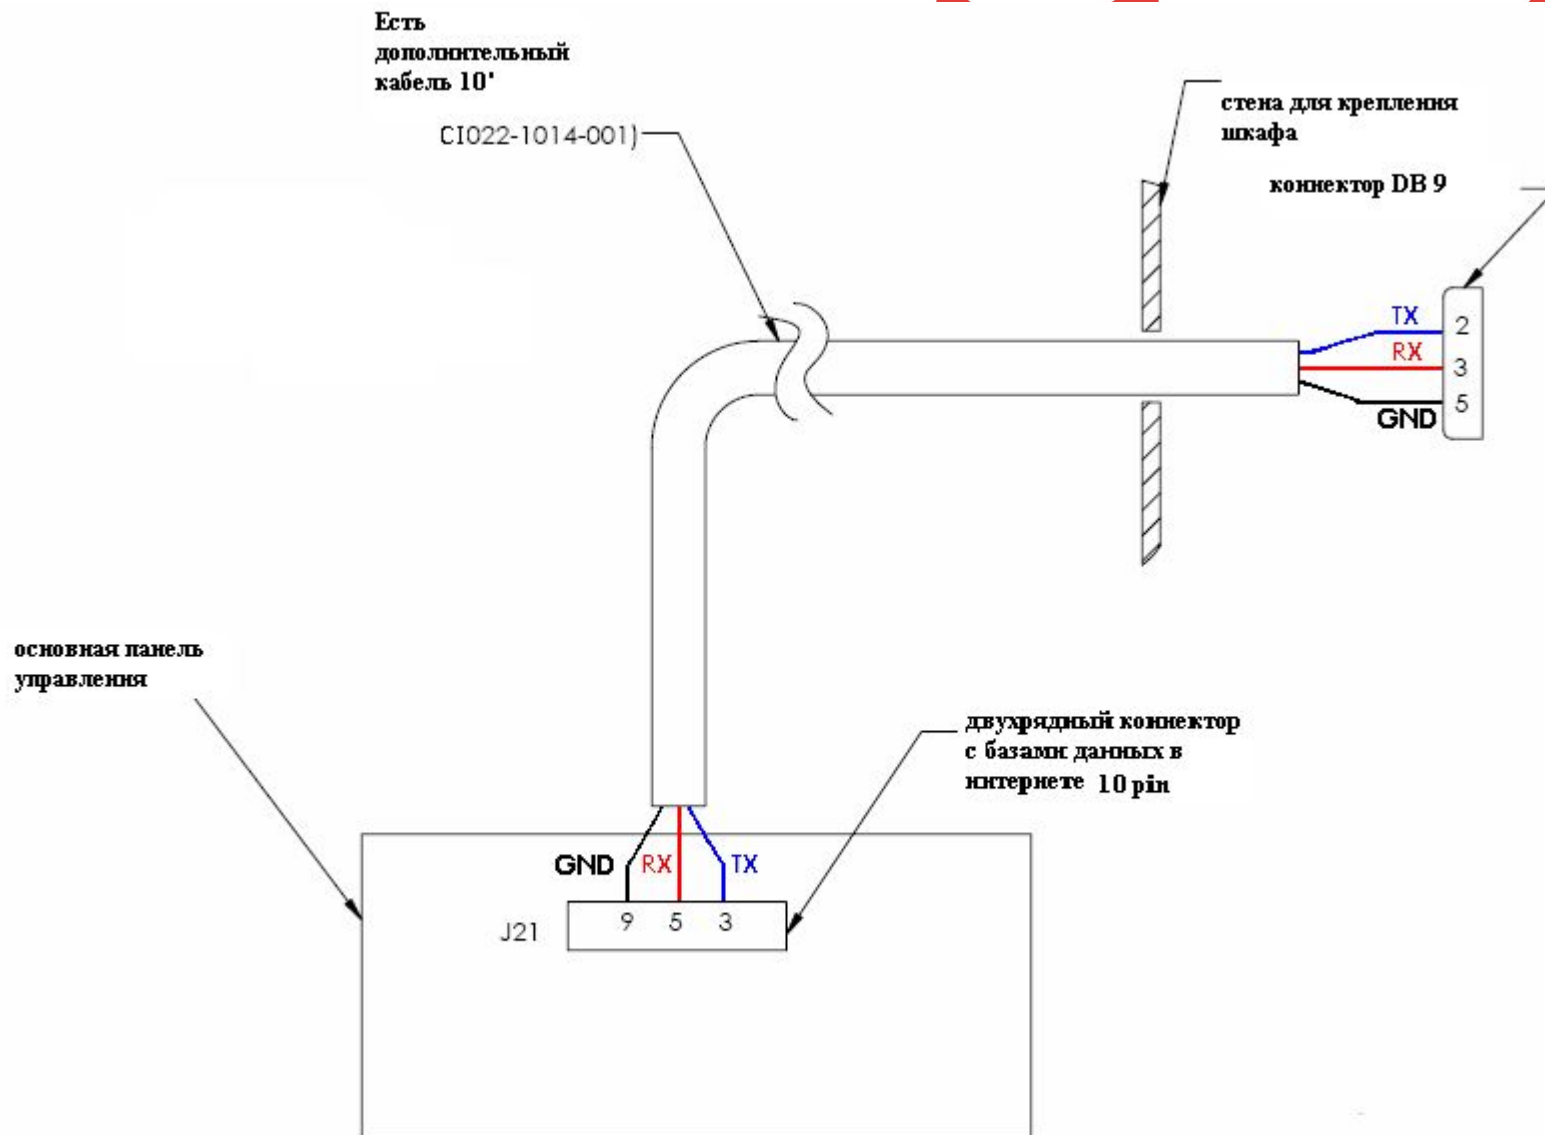 Есть
дополнительный
кабель 10'
CI022-1014-001)
стена для крепления
шкафа
коннектор DB 9
TX
2
RX
3
GND
5
основная панель
управления
двухрядный коннектор
с базами данных в
интернете 10 pin
GND RX TX
J21
9 5 3